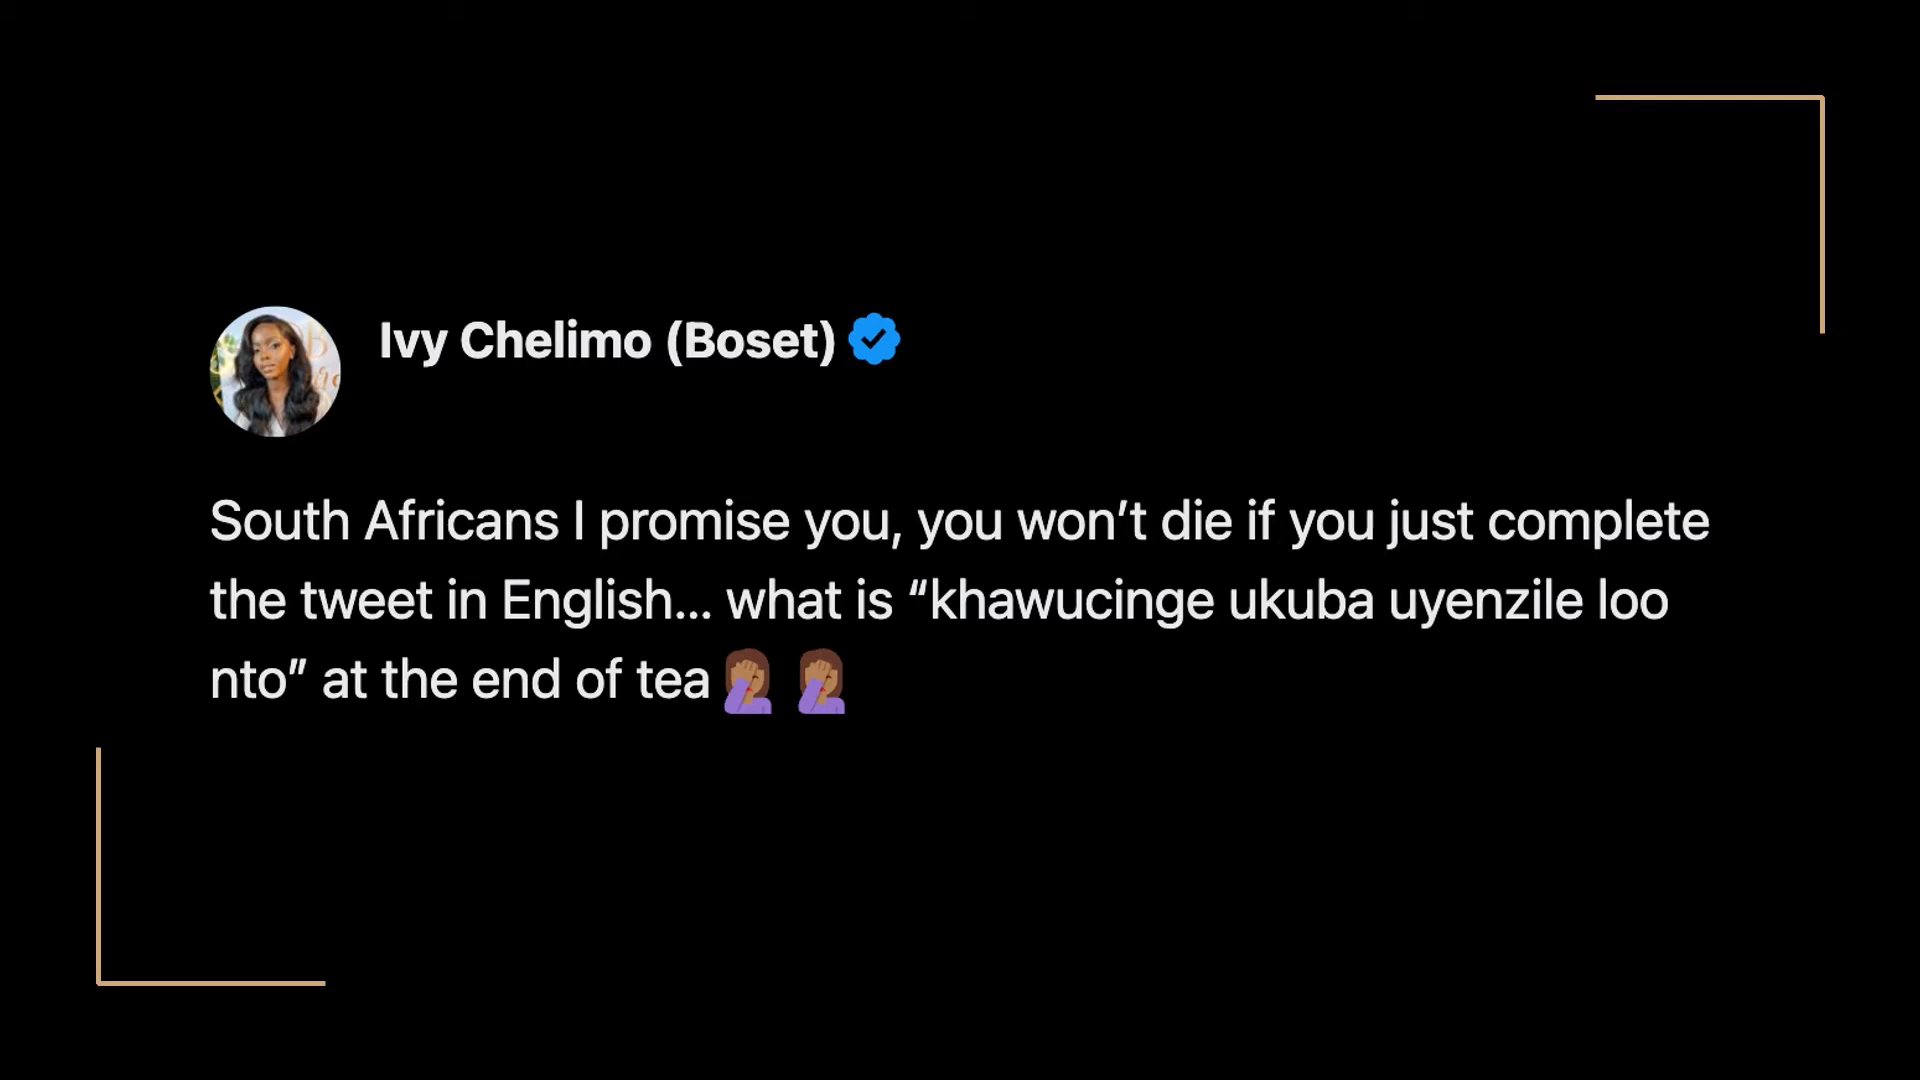 Ivy Chelimo (Boset)
South Africans I promise you, you won’t die if you just complete
the tweet in English... what is “khawucinge ukuba uyenzile loo
nto” at the end of tea🤦🏾‍♀️ 🤦🏾‍♀️